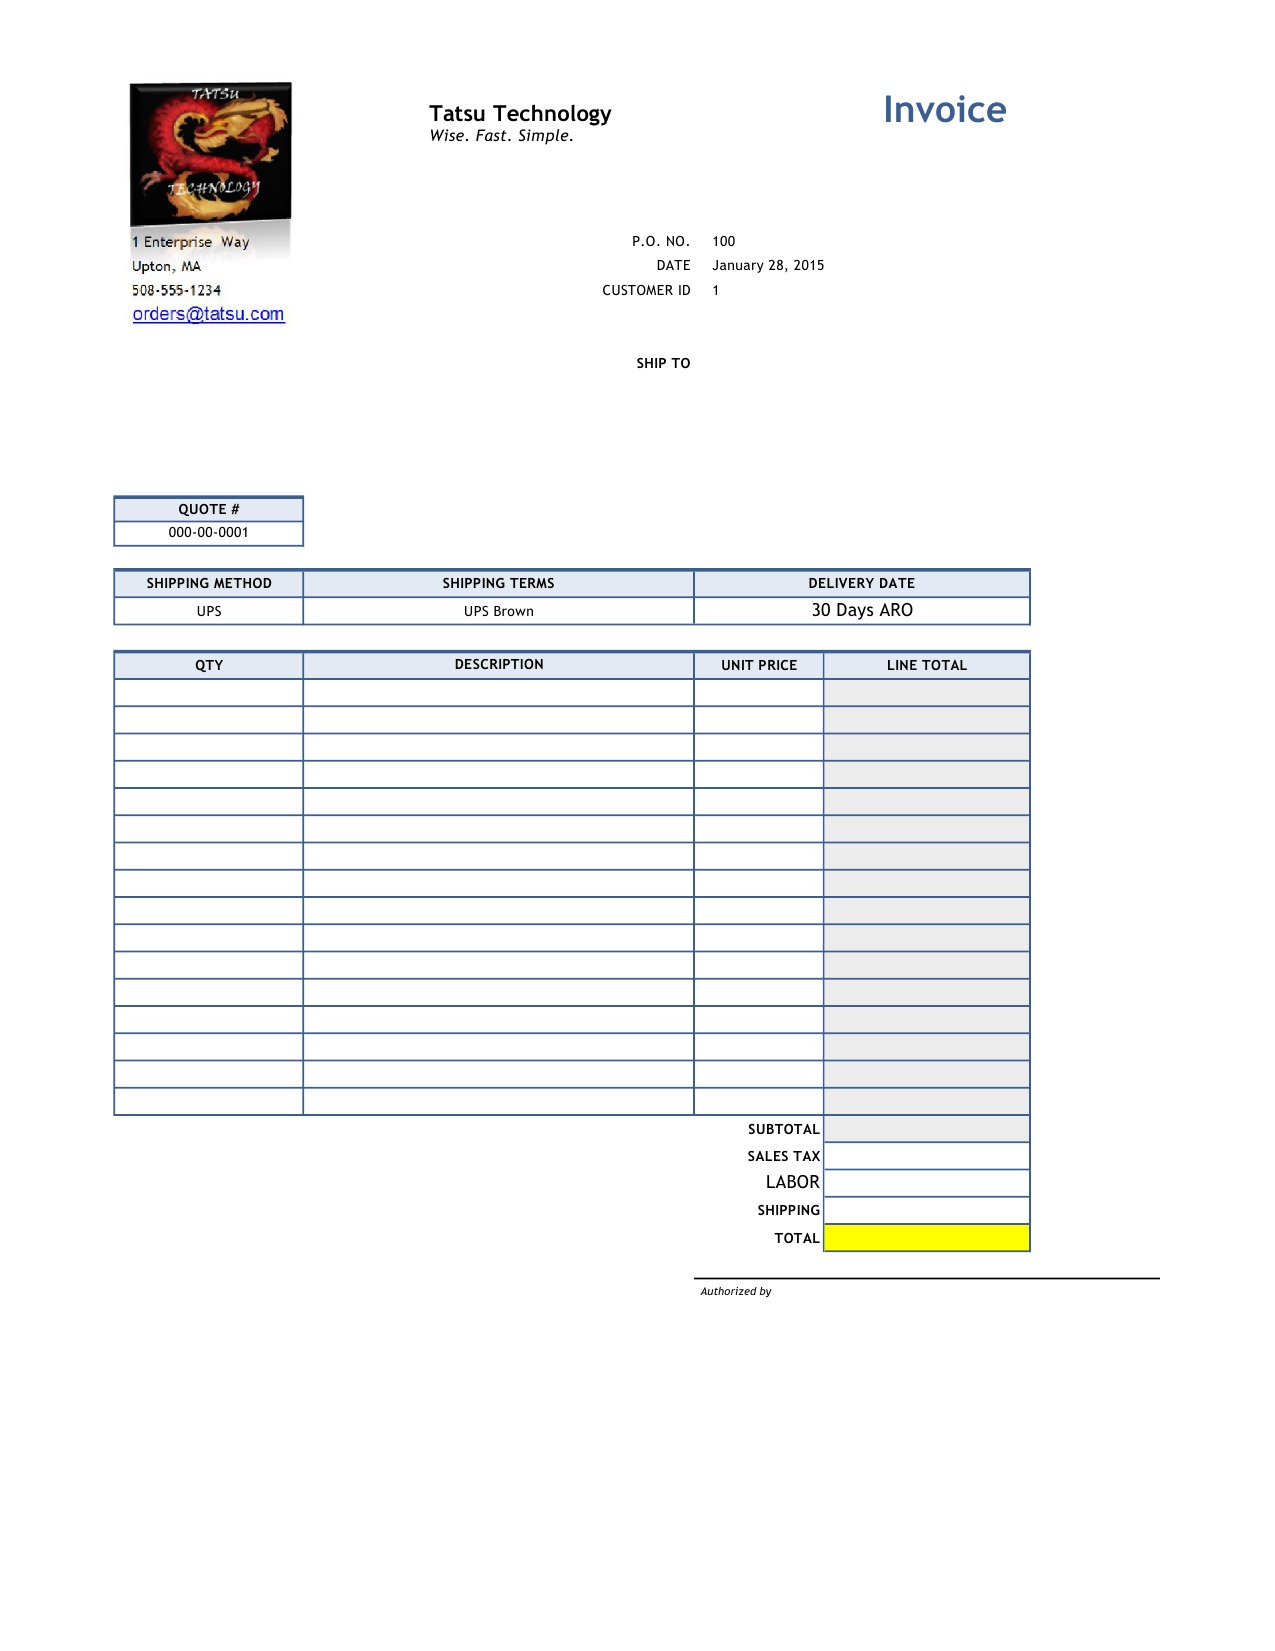 TATSU
TECHNOLOGY
Tatsu Technology
Wise. Fast. Simple.
Invoice
1 Enterprise Way
Upton, MA
508-555-1234
orders@tatsu.com
P.O. NO. 100
DATE January 28, 2015
CUSTOMER ID 1
SHIP TO
QUOTE #
000-00-0001
SHIPPING METHOD SHIPPING TERMS DELIVERY DATE
UPS UPS Brown 30 Days ARO
QTY DESCRIPTION UNIT PRICE LINE TOTAL
SUBTOTAL
SALES TAX
LABOR
SHIPPING
TOTAL
Authorized by